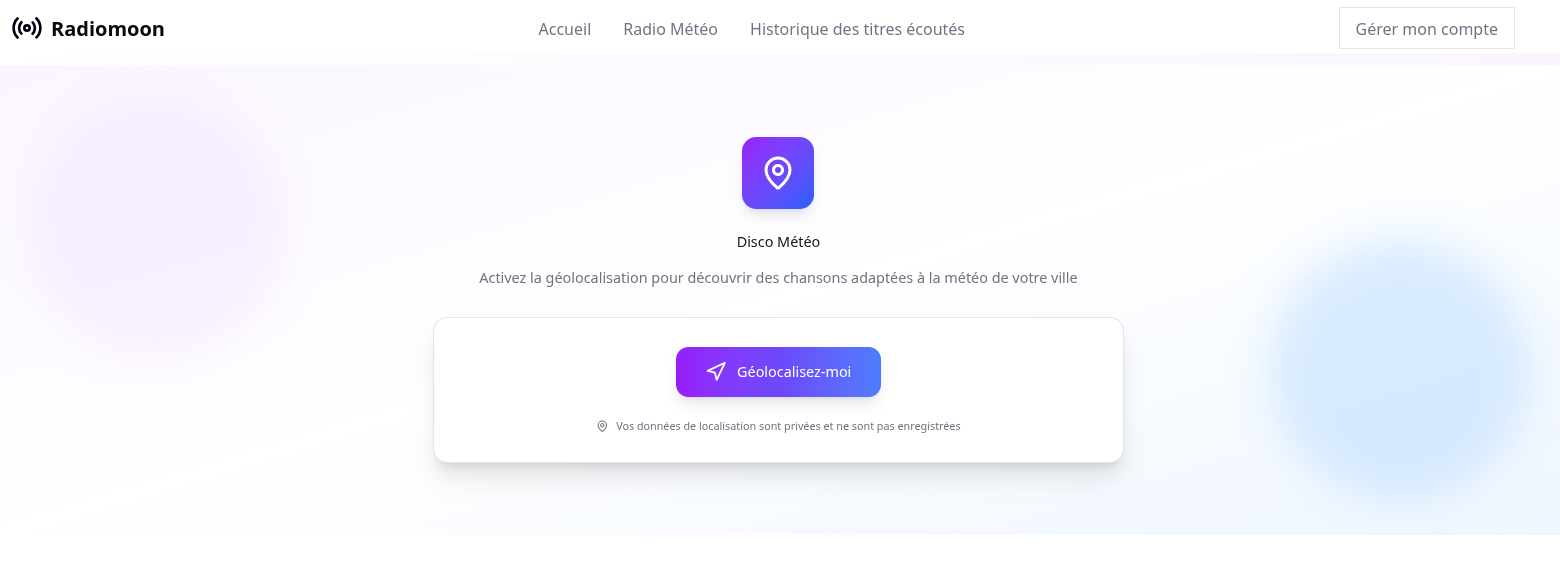 Radiomoon
Accueil
Radio Météo
Historique des titres écoutés
Gérer mon compte
Disco Météo
Activez la géolocalisation pour découvrir des chansons adaptées à la météo de votre ville
Géolocalisez-moi
Vos données de localisation sont privées et ne sont pas enregistrées